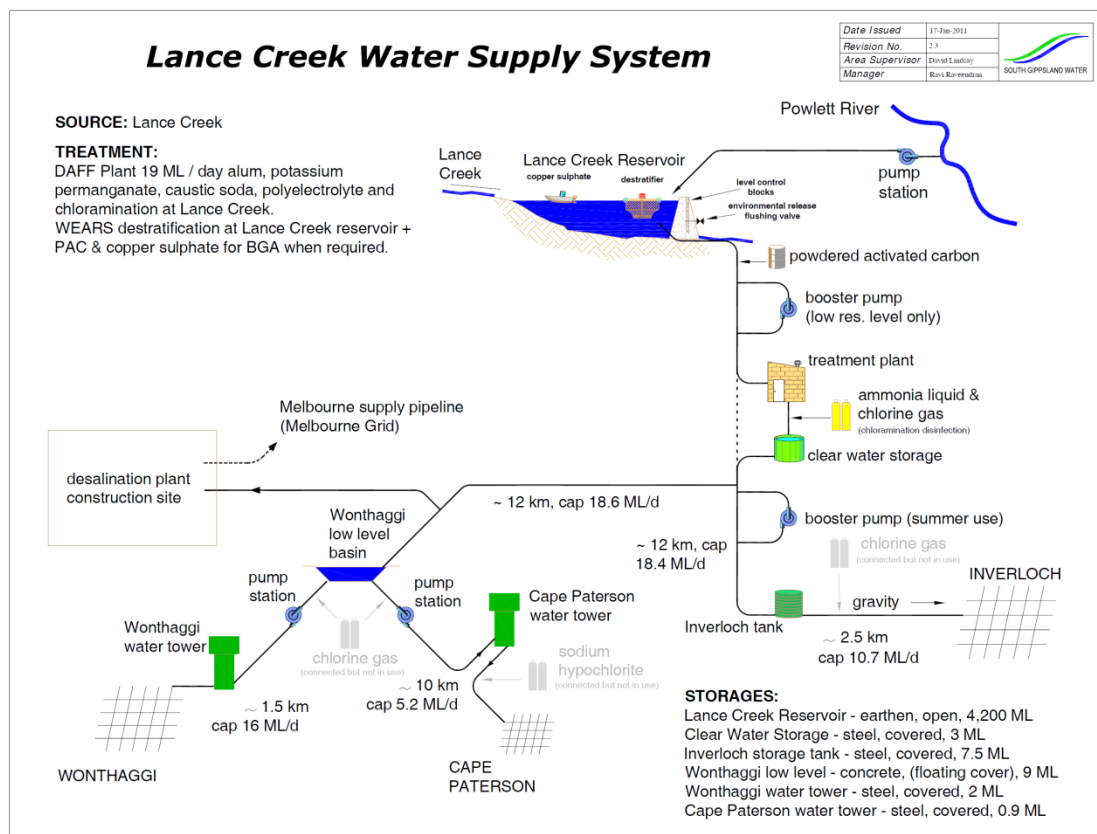 Lance Creek Water Supply System
Date Issued 17-Jan-2011
Revision No. 2.3
Area Supervisor David Lindsay
Manager Ravi Raveendran
SOUTH GIPPSLAND WATER
SOURCE: Lance Creek
TREATMENT:
DAFF Plant 19 ML / day alum, potassium
permanganate, caustic soda, polyelectrolyte and
chloramination at Lance Creek.
WEARS destratification at Lance Creek reservoir +
PAC & copper sulphate for BGA when required.
Powlett River
Lance
Creek
Lance Creek Reservoir
copper sulphate
destratifier
level control
blocks
environmental release
flushing valve
pump
station
powdered activated carbon
booster pump
(low res. level only)
treatment plant
ammonia liquid &
chlorine gas
(chloramination disinfection)
clear water storage
Melbourne supply pipeline
(Melbourne Grid)
desalination plant
construction site
~ 12 km, cap 18.6 ML/d
booster pump (summer use)
~ 12 km, cap
18.4 ML/d
chlorine gas
(connected but not in use)
INVERLOCH
gravity
Inverloch tank
~ 2.5 km
cap 10.7 ML/d
Wonthaggi
low level
basin
pump
station
pump
station
Cape Paterson
water tower
Wonthaggi
water tower
chlorine gas
(connected but not in use)
sodium
hypochlorite
(connected but not in use)
~ 1.5 km
cap 16 ML/d
~ 10 km
cap 5.2 ML/d
WONTHAGGI
CAPE
PATERSON
STORAGES:
Lance Creek Reservoir - earthen, open, 4,200 ML
Clear Water Storage - steel, covered, 3 ML
Inverloch storage tank - steel, covered, 7.5 ML
Wonthaggi low level - concrete, (floating cover), 9 ML
Wonthaggi water tower - steel, covered, 2 ML
Cape Paterson water tower - steel, covered, 0.9 ML